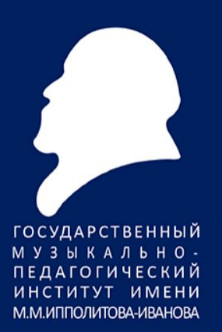 ГОСУДАРСТВЕННЫЙ
МУЗЫКАЛЬНО-
ПЕДАГОГИЧЕСКИЙ
ИНСТИТУТ ИМЕНИ
М.М.ИППОЛИТОВА-ИВАНОВА